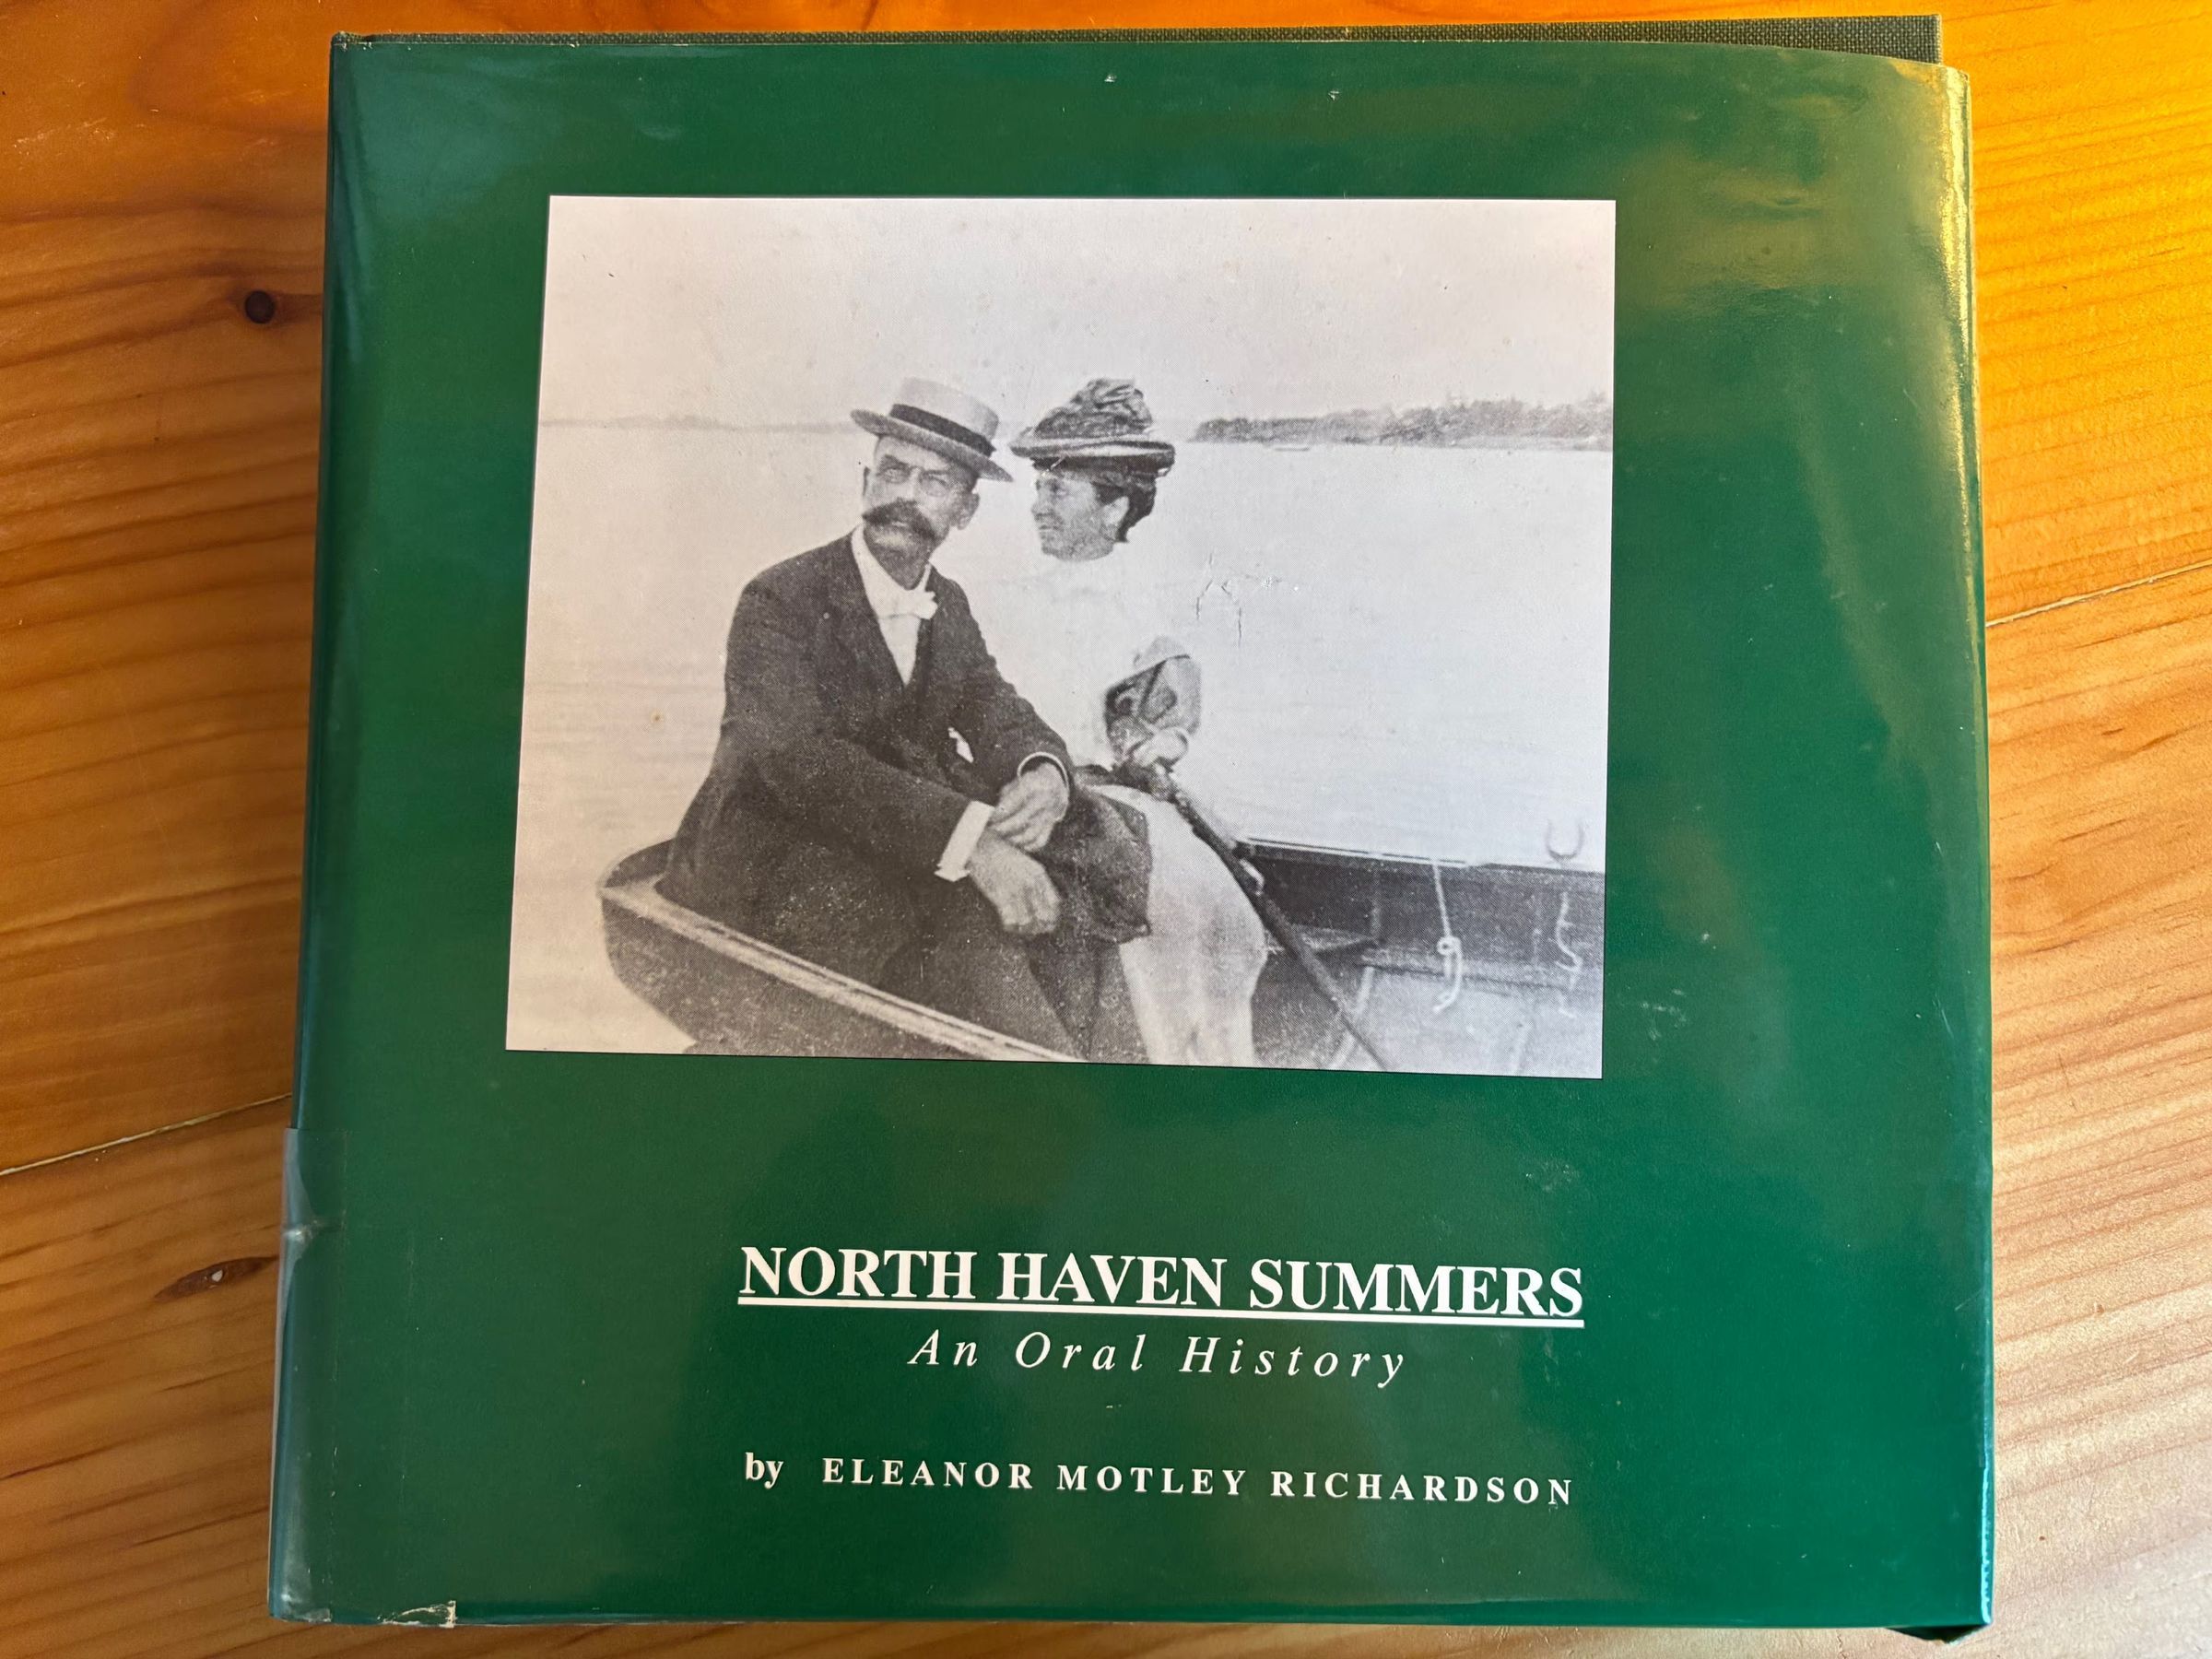 NORTH HAVEN SUMMERS
An Oral History
by ELEANOR MOTLEY RICHARDSON